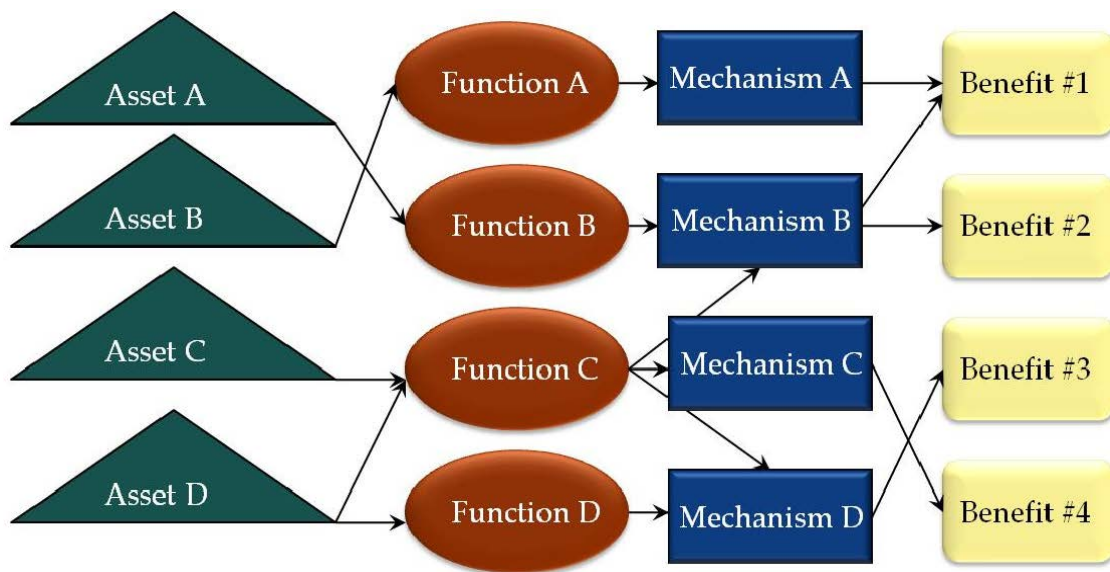 Asset A
Function A
Mechanism A
Benefit #1
Asset B
Function B
Mechanism B
Benefit #2
Asset C
Function C
Mechanism C
Benefit #3
Asset D
Function D
Mechanism D
Benefit #4